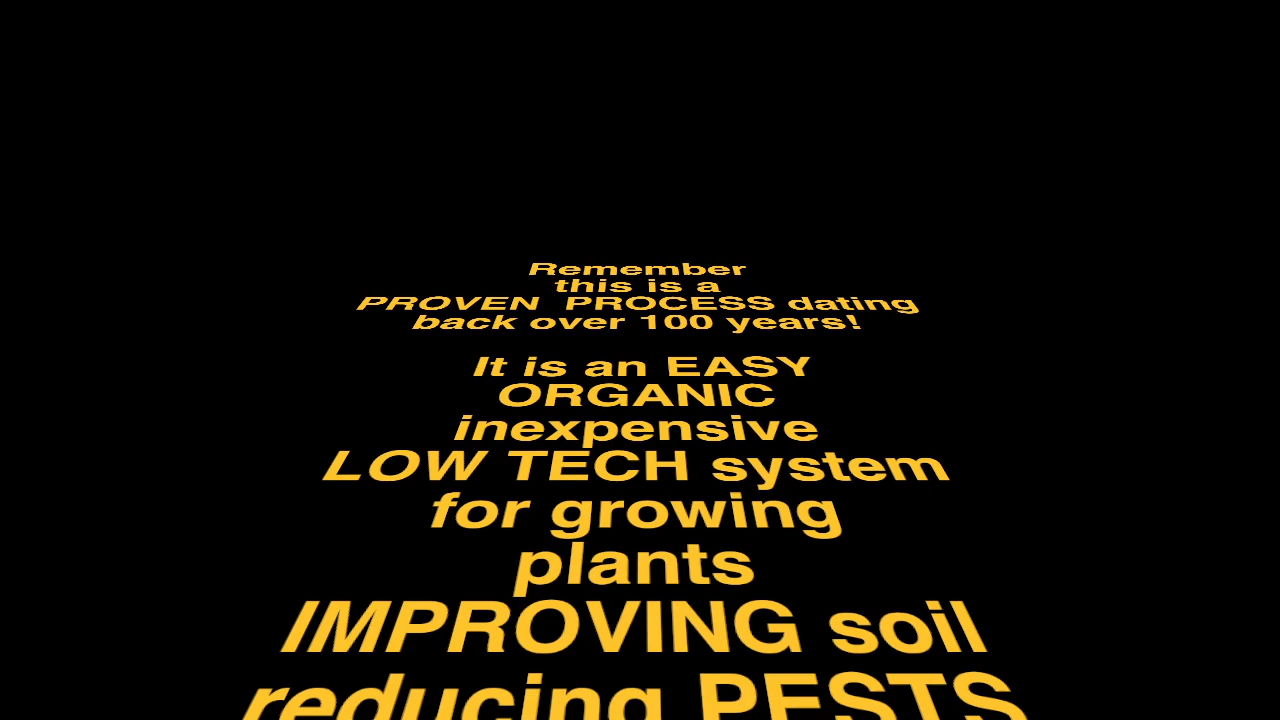 Remember
this is a
PROVEN  PROCESS dating
back over 100 years!
It is an EASY
ORGANIC
inexpensive
LOW TECH system
for growing
plants
IMPROVING soil
reducing PESTS